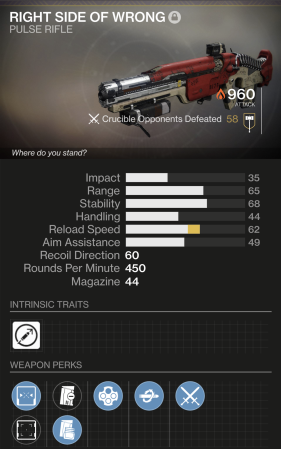 RIGHT SIDE OF WRONG
PULSE RIFLE
960
ATTACK
Crucible Opponents Defeated 58
Where do you stand?
Impact 35
Range 65
Stability 68
Handling 44
Reload Speed 62
Aim Assistance 49
Recoil Direction 60
Rounds Per Minute 450
Magazine 44
INTRINSIC TRAITS
WEAPON PERKS